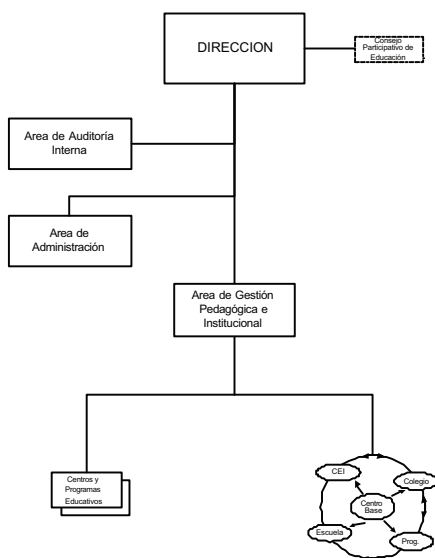 DIRECCION
Consejo
Participativo de
Educación
Area de Auditoría
Interna
Area de
Administración
Area de Gestión
Pedagógica e
Institucional
Centros y
Programas
Educativos
CEI
Colegio
Centro
Base
Escuela
Prog.